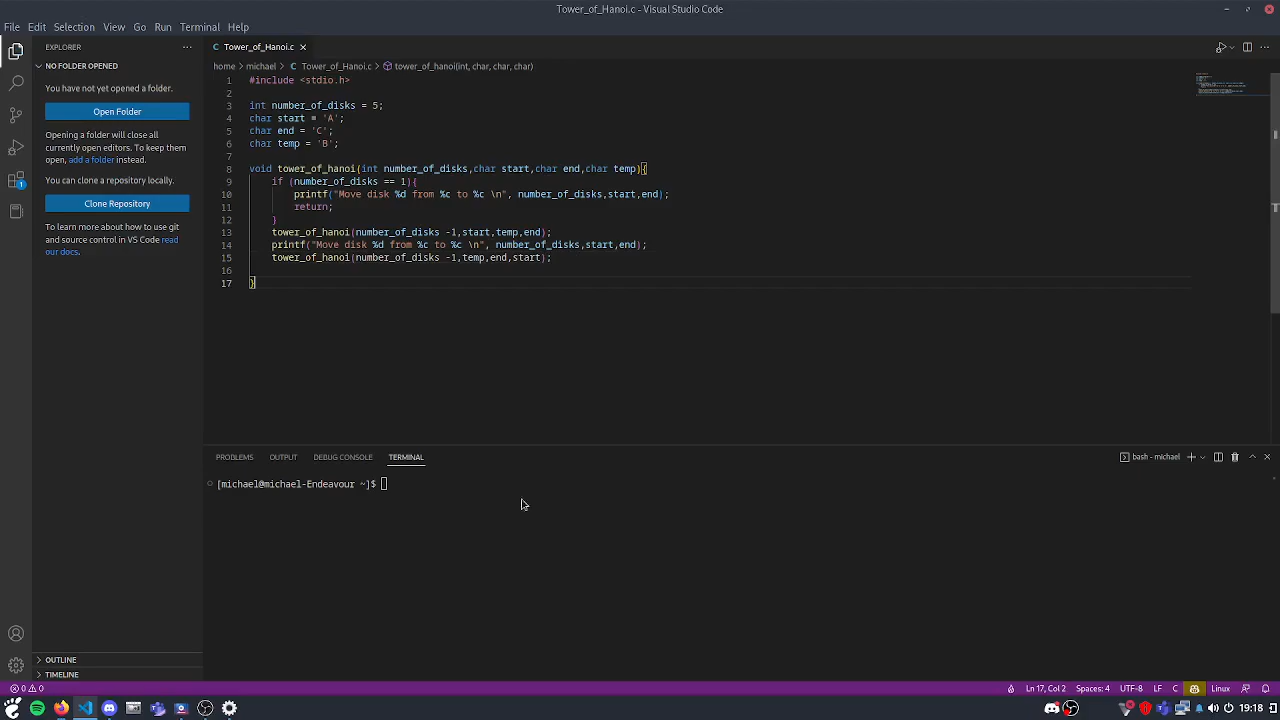 Tower_of_Hanoi.c - Visual Studio Code
File Edit Selection View Go Run Terminal Help
EXPLORER
NO FOLDER OPENED
You have not yet opened a folder.
Open Folder
Opening a folder will close all
currently open editors. To keep them
open, add a folder instead.
You can clone a repository locally.
Clone Repository
To learn more about how to use git
and source control in VS Code read
our docs.
OUTLINE
TIMELINE
1
C Tower_of_Hanoi.c
home > michael > C Tower_of_Hanoi.c > tower_of_hanoi(int, char, char, char)
1 #include <stdio.h>
2
3 int number_of_disks = 5;
4 char start = 'A';
5 char end = 'C';
6 char temp = 'B';
7
8 void tower_of_hanoi(int number_of_disks,char start,char end,char temp){
9 if (number_of_disks == 1){
10 printf("Move disk %d from %c to %c \n", number_of_disks,start,end);
11 return;
12 }
13 tower_of_hanoi(number_of_disks -1,start,temp,end);
14 printf("Move disk %d from %c to %c \n", number_of_disks,start,end);
15 tower_of_hanoi(number_of_disks -1,temp,end,start);
16
17 }
PROBLEMS OUTPUT DEBUG CONSOLE TERMINAL
bash - michael
[michael@michael-Endeavour ~]$
0 0
Ln 17, Col 2 Spaces: 4 UTF-8 LF C Linux
19:18